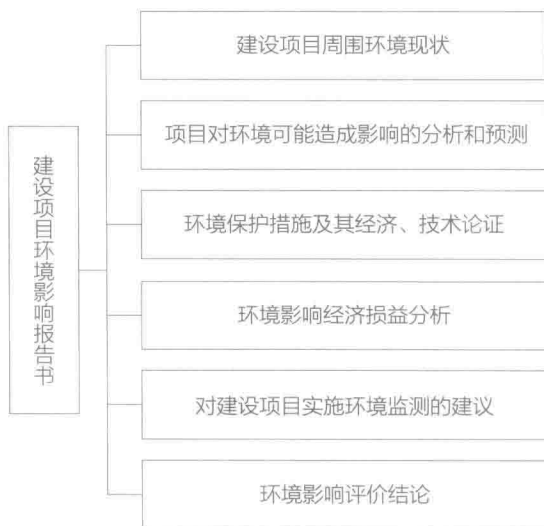 建设项目环境影响报告书
建设项目周围环境现状
项目对环境可能造成影响的分析和预测
环境保护措施及其经济、技术论证
环境影响经济损益分析
对建设项目实施环境监测的建议
环境影响评价结论